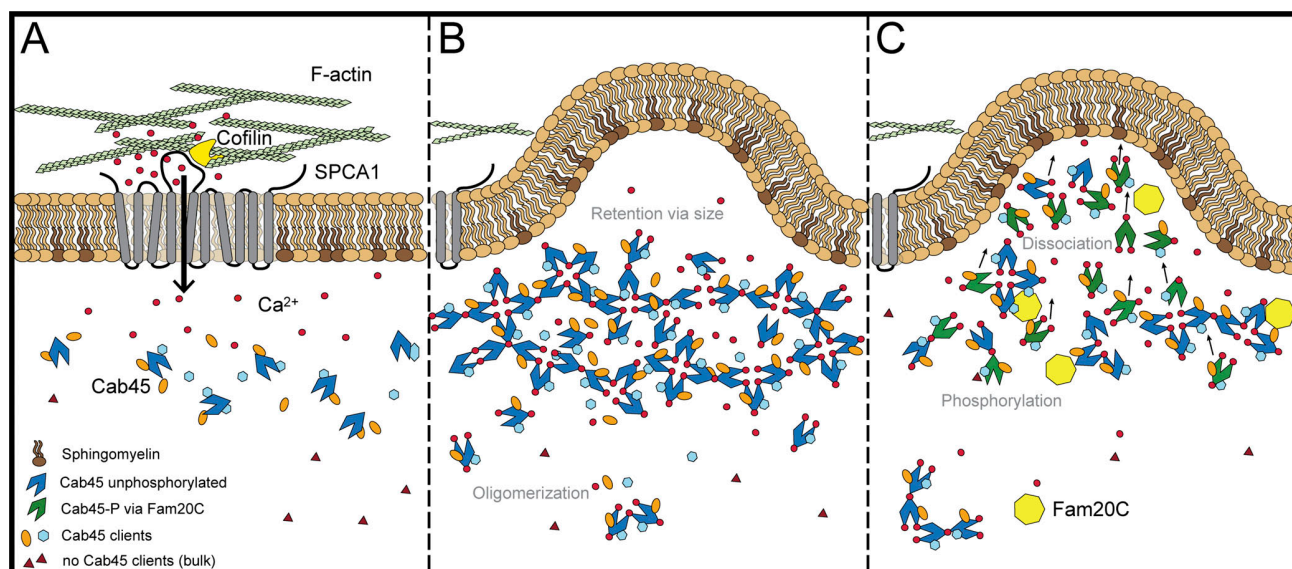 A
F-actin
Cofilin
SPCA1
Ca2+
Cab45
Sphingomyelin
Cab45 unphosphorylated
Cab45-P via Fam20C
Cab45 clients
no Cab45 clients (bulk)
B
Retention via size
Oligomerization
C
Dissociation
Phosphorylation
Fam20C